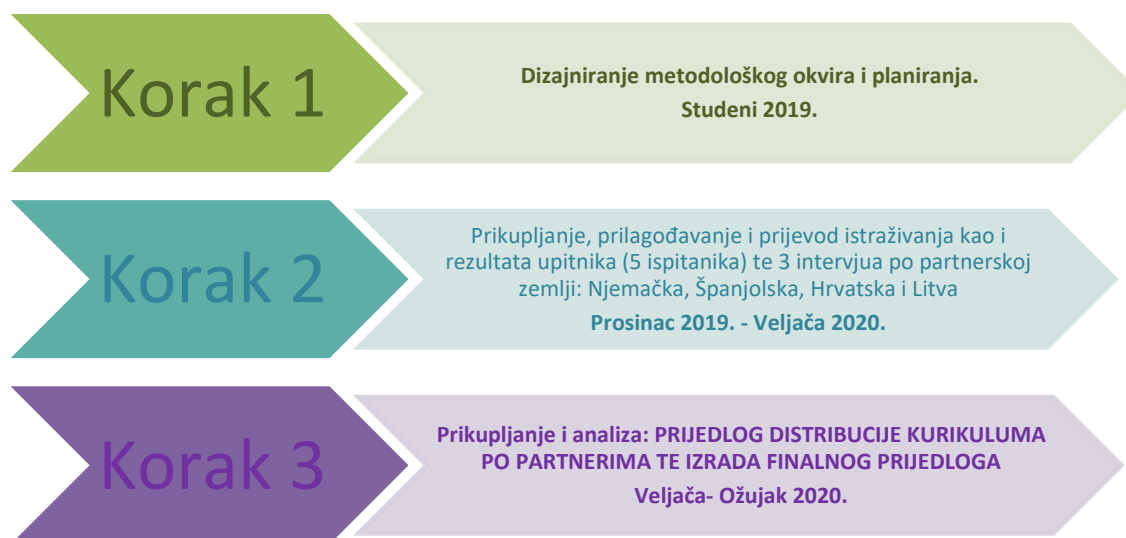 Korak 1
Dizajniranje metodološkog okvira i planiranja.
Studeni 2019.
Korak 2
Prikupljanje, prilagođavanje i prijevod istraživanja kao i
rezultata upitnika (5 ispitanika) te 3 intervjua po partnerskoj
zemlji: Njemačka, Španjolska, Hrvatska i Litva
Prosinac 2019. - Veljača 2020.
Korak 3
Prikupljanje i analiza: PRIJEDLOG DISTRIBUCIJE KURIKULUMA
PO PARTNERIMA TE IZRADA FINALNOG PRIJEDLOGA
Veljača- Ožujak 2020.